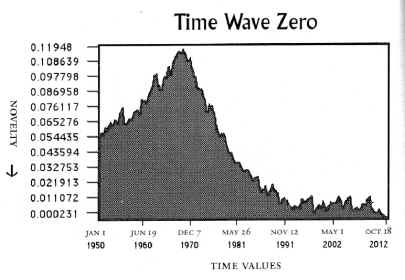 Time Wave Zero
0.11948
0.108639
0.097798
0.086958
0.076117
0.065276
0.054435
0.043594
0.032753
0.021913
0.011072
0.000231
NOVELTY
JAN 1 JUN 19 DEC 7 MAY 26 NOV 12 MAY 1 OCT 18
1950 1960 1970 1981 1991 2002 2012
TIME VALUES